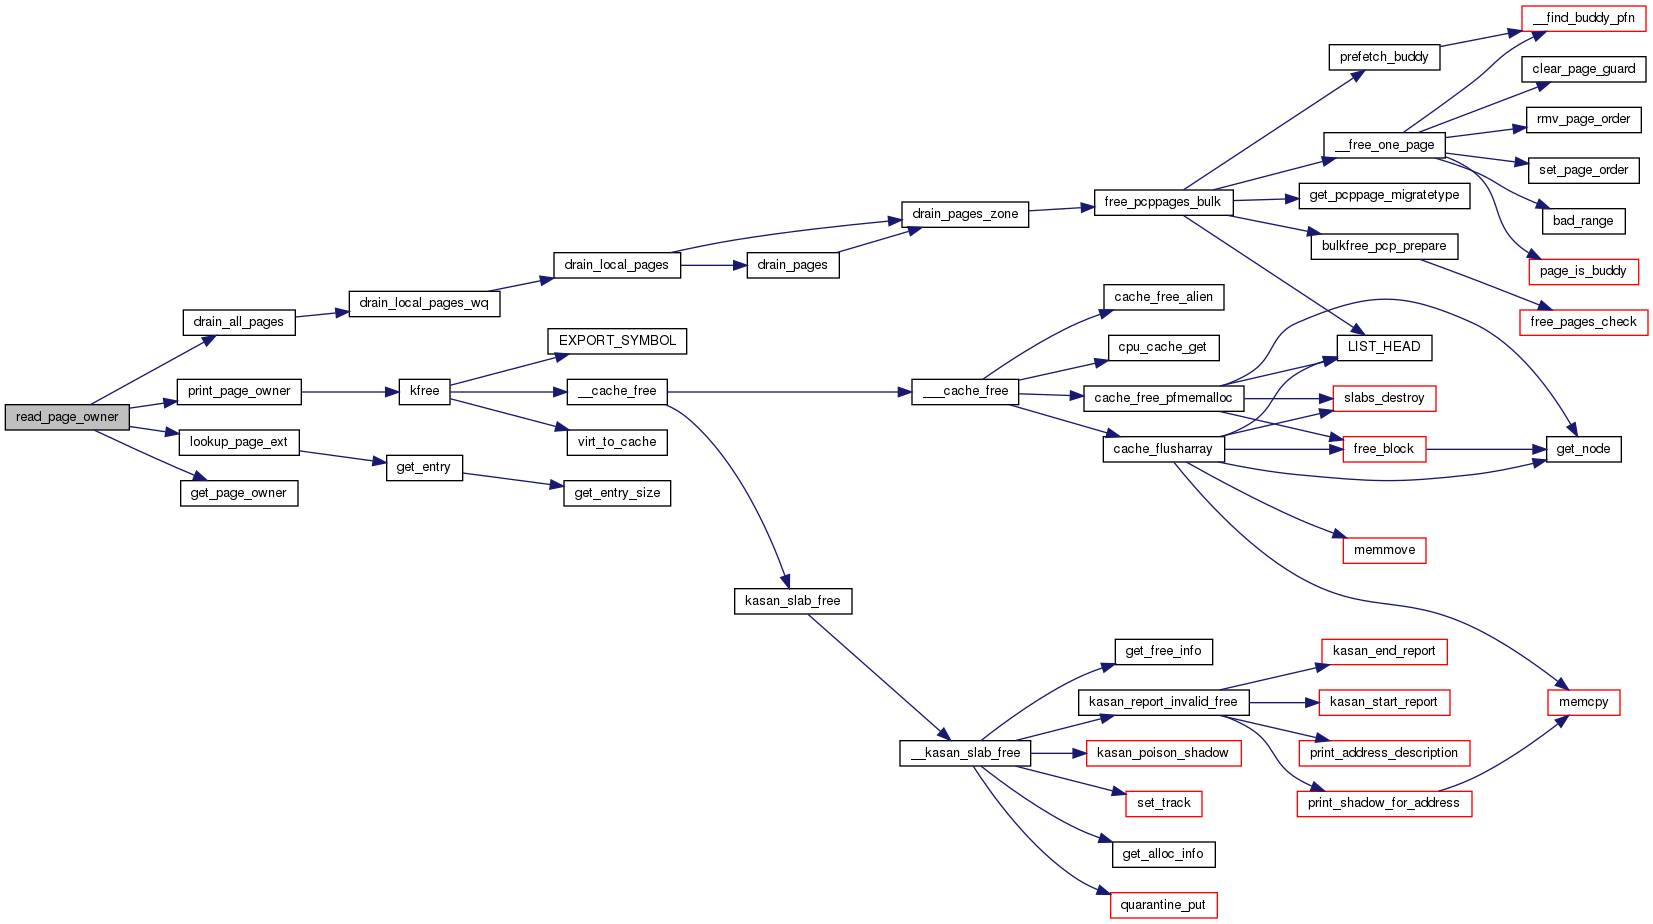 read_page_owner
drain_all_pages
print_page_owner
lookup_page_ext
get_page_owner
drain_local_pages_wq
kfree
get_entry
drain_local_pages
EXPORT_SYMBOL
__cache_free
virt_to_cache
get_entry_size
drain_pages
kasan_slab_free
drain_pages_zone
___cache_free
__kasan_slab_free
free_pcppages_bulk
cache_free_alien
cpu_cache_get
cache_free_pfmemalloc
cache_flusharray
get_free_info
kasan_report_invalid_free
kasan_poison_shadow
set_track
get_alloc_info
quarantine_put
prefetch_buddy
__free_one_page
get_pcppage_migratetype
bulkfree_pcp_prepare
LIST_HEAD
slabs_destroy
free_block
memmove
kasan_end_report
kasan_start_report
print_address_description
print_shadow_for_address
__find_buddy_pfn
clear_page_guard
rmv_page_order
set_page_order
bad_range
page_is_buddy
free_pages_check
get_node
memcpy